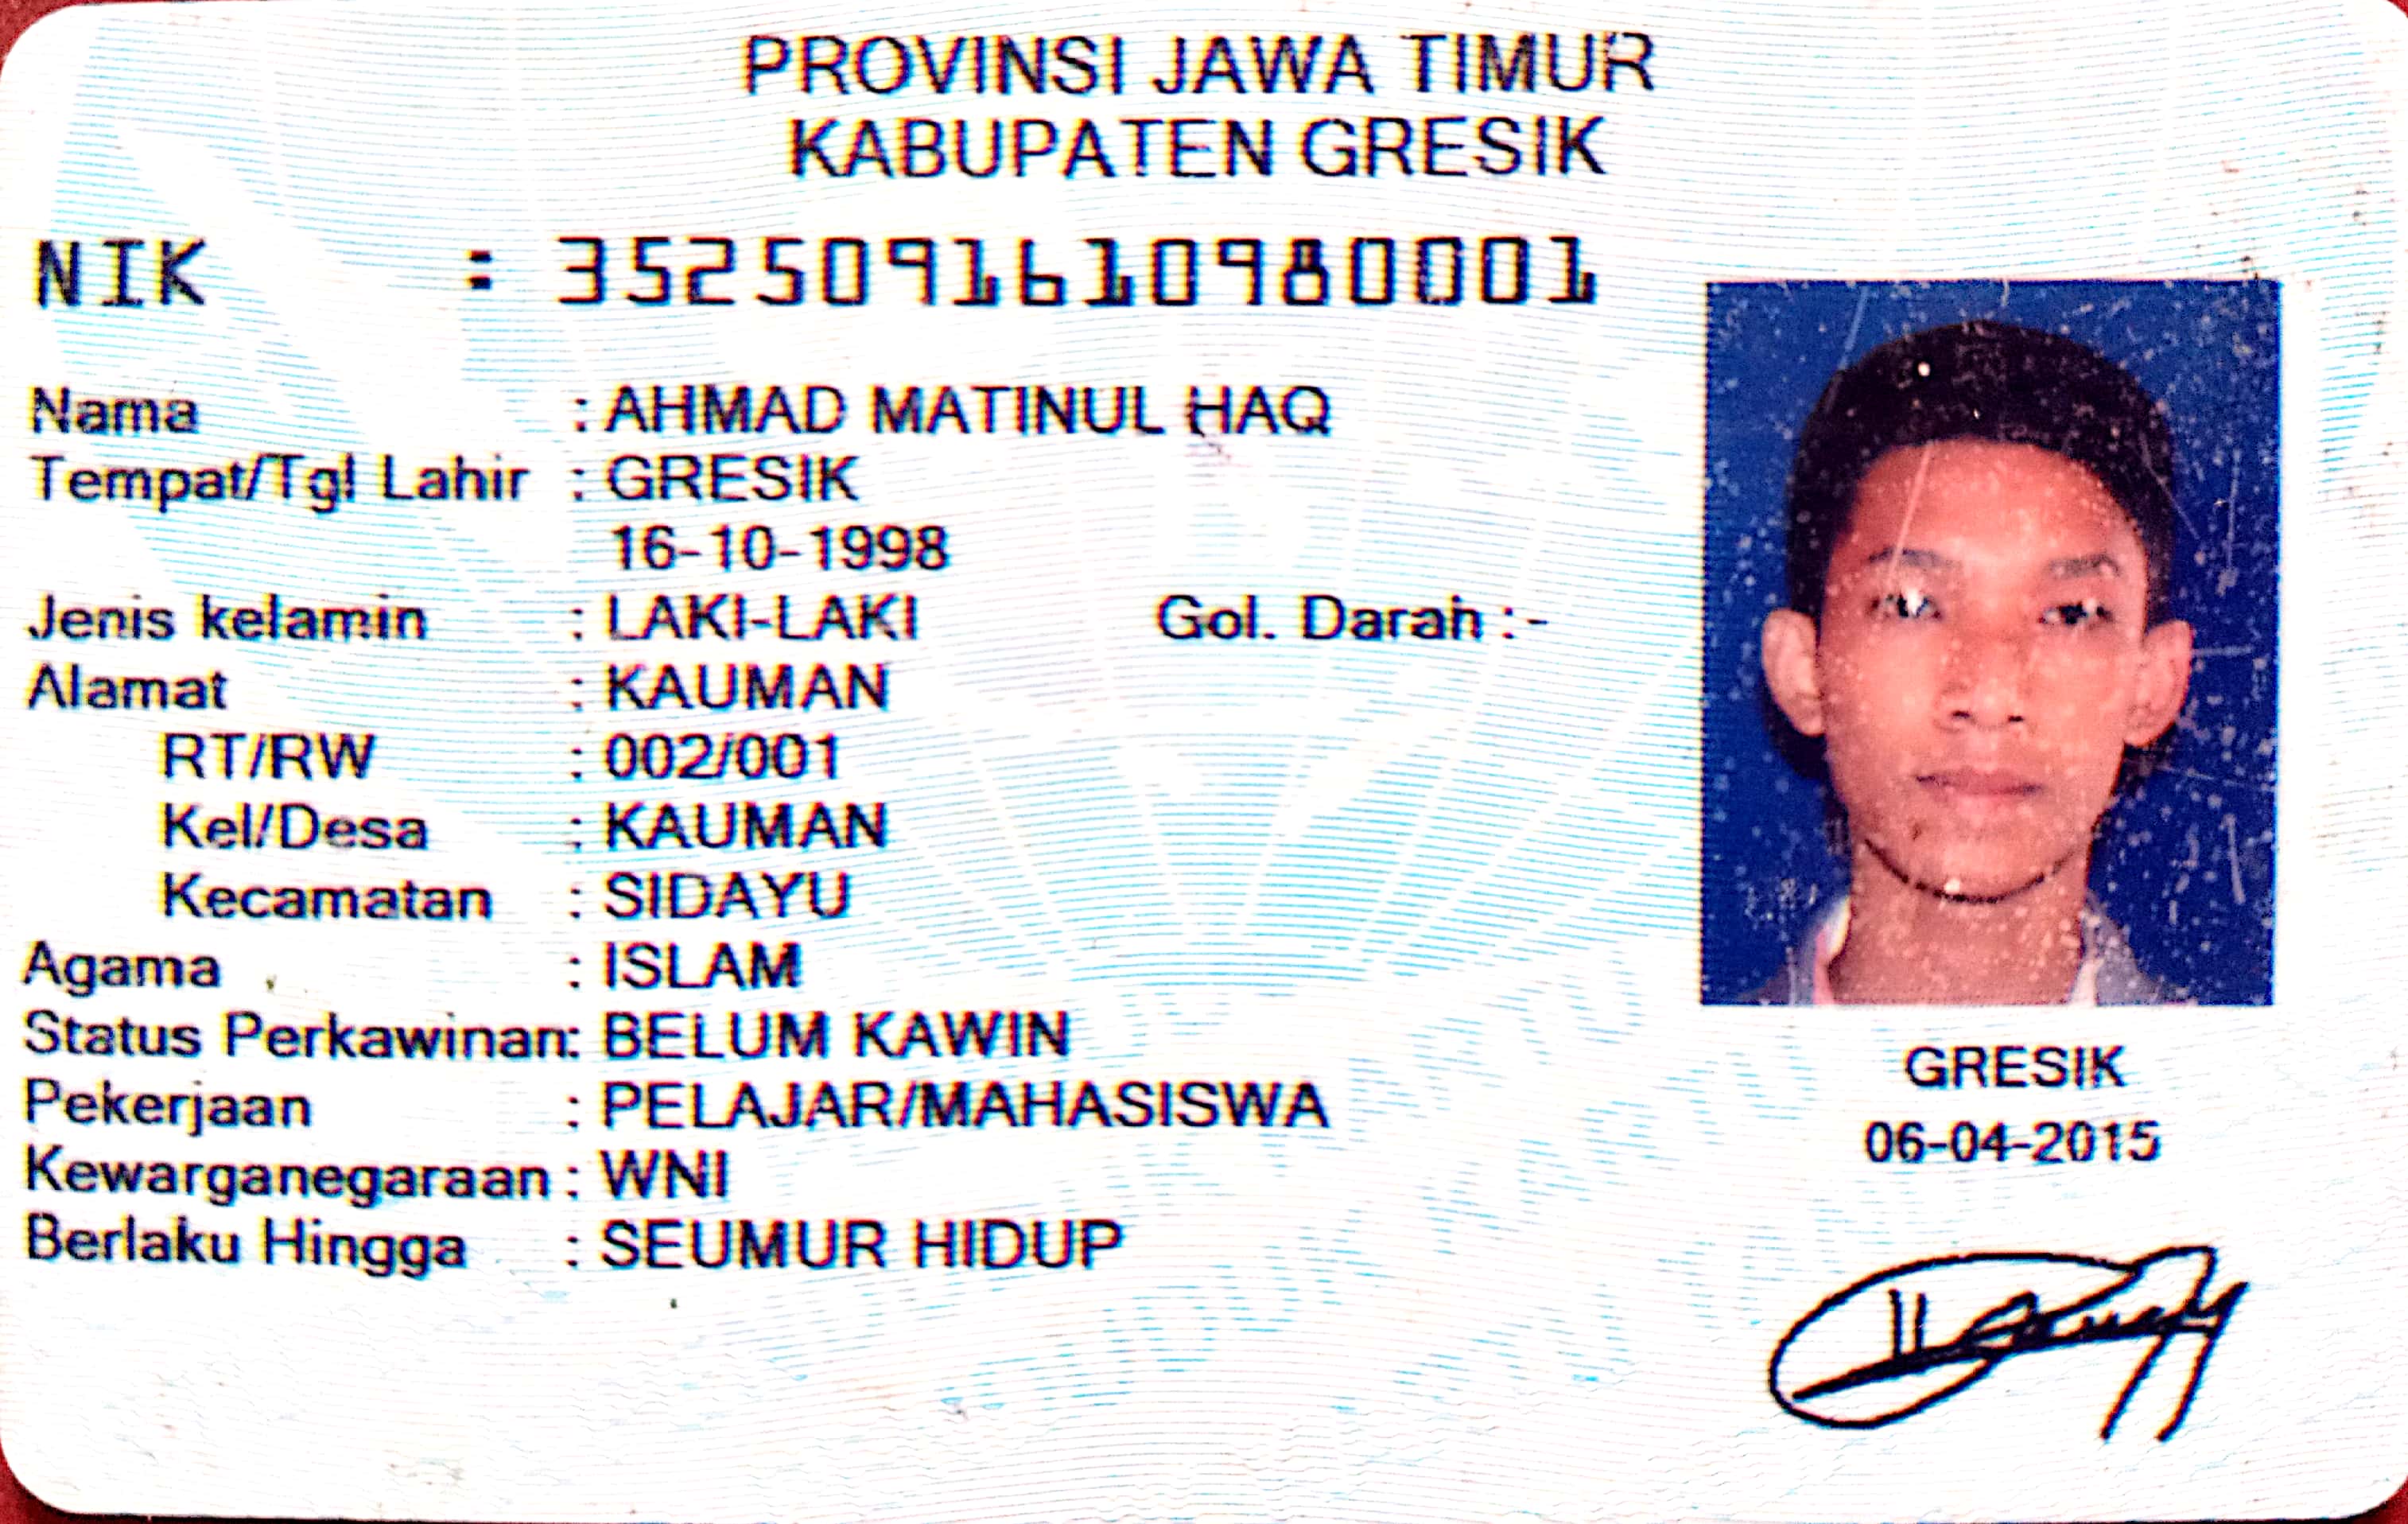 PROVINSI JAWA TIMUR
KABUPATEN GRESIK
NIK : 3525091610980001
Nama : AHMAD MATINUL HAQ
Tempat/Tgl Lahir : GRESIK
16-10-1998
Jenis kelamin : LAKI-LAKI Gol. Darah :-
Alamat : KAUMAN
RT/RW : 002/001
Kel/Desa : KAUMAN
Kecamatan : SIDAYU
Agama : ISLAM
Status Perkawinan: BELUM KAWIN
Pekerjaan : PELAJAR/MAHASISWA
Kewarganegaraan : WNI
Berlaku Hingga : SEUMUR HIDUP
GRESIK
06-04-2015